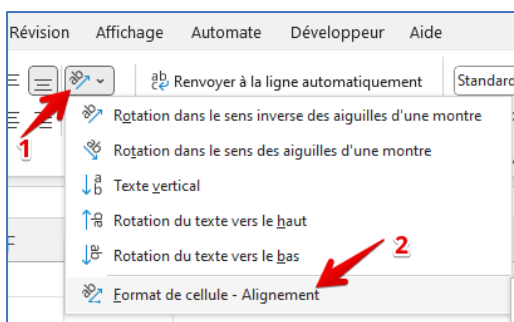 Révision Affichage Automate Développeur Aide
ab Renvoyer à la ligne automatiquement Standard
1
Rotation dans le sens inverse des aiguilles d'une montre
Rotation dans le sens des aiguilles d'une montre
Texte vertical
Rotation du texte vers le haut
Rotation du texte vers le bas
2
Format de cellule - Alignement